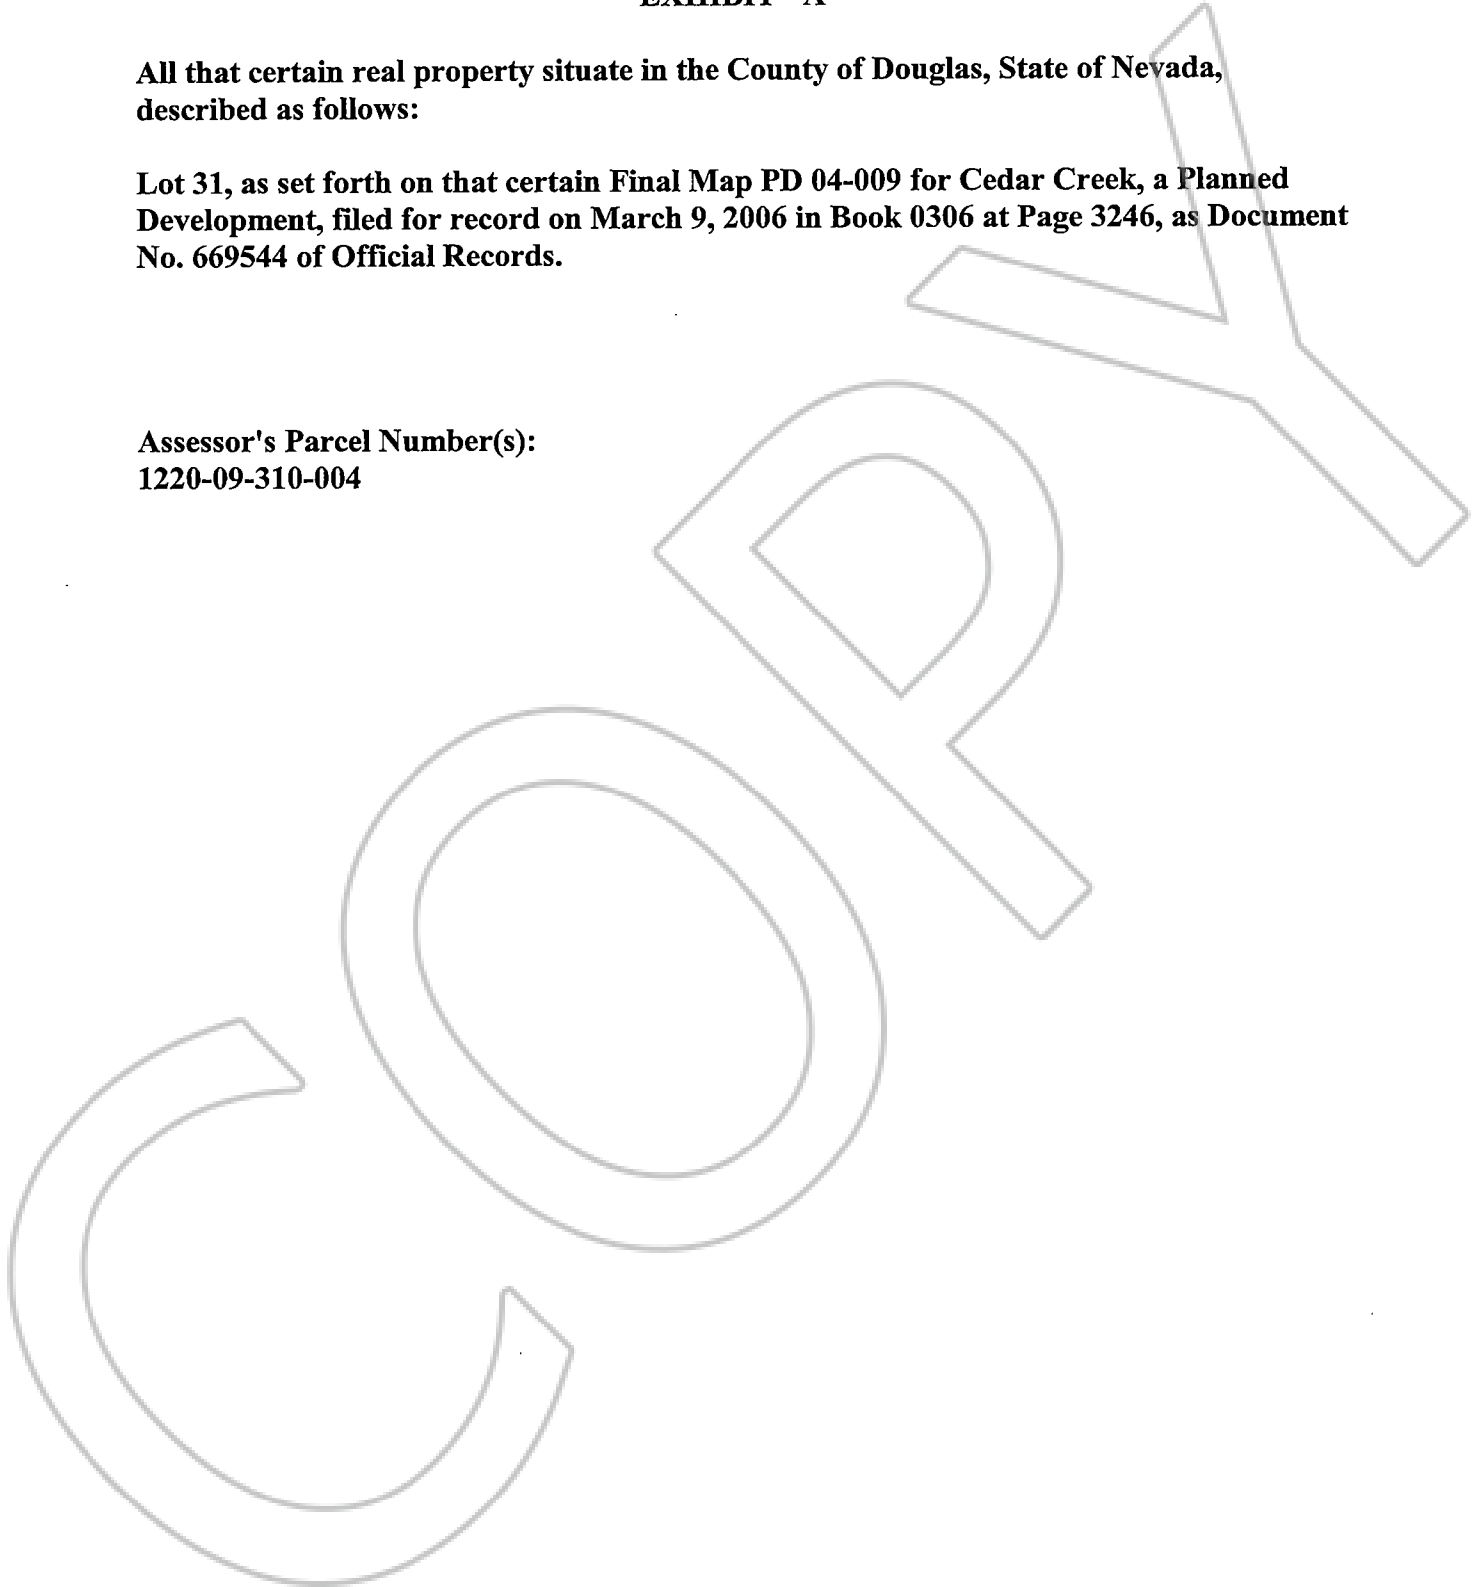 EXHIBIT "A"
All that certain real property situate in the County of Douglas, State of Nevada,
described as follows:
Lot 31, as set forth on that certain Final Map PD 04-009 for Cedar Creek, a Planned
Development, filed for record on March 9, 2006 in Book 0306 at Page 3246, as Document
No. 669544 of Official Records.
Assessor's Parcel Number(s):
1220-09-310-004
COPY